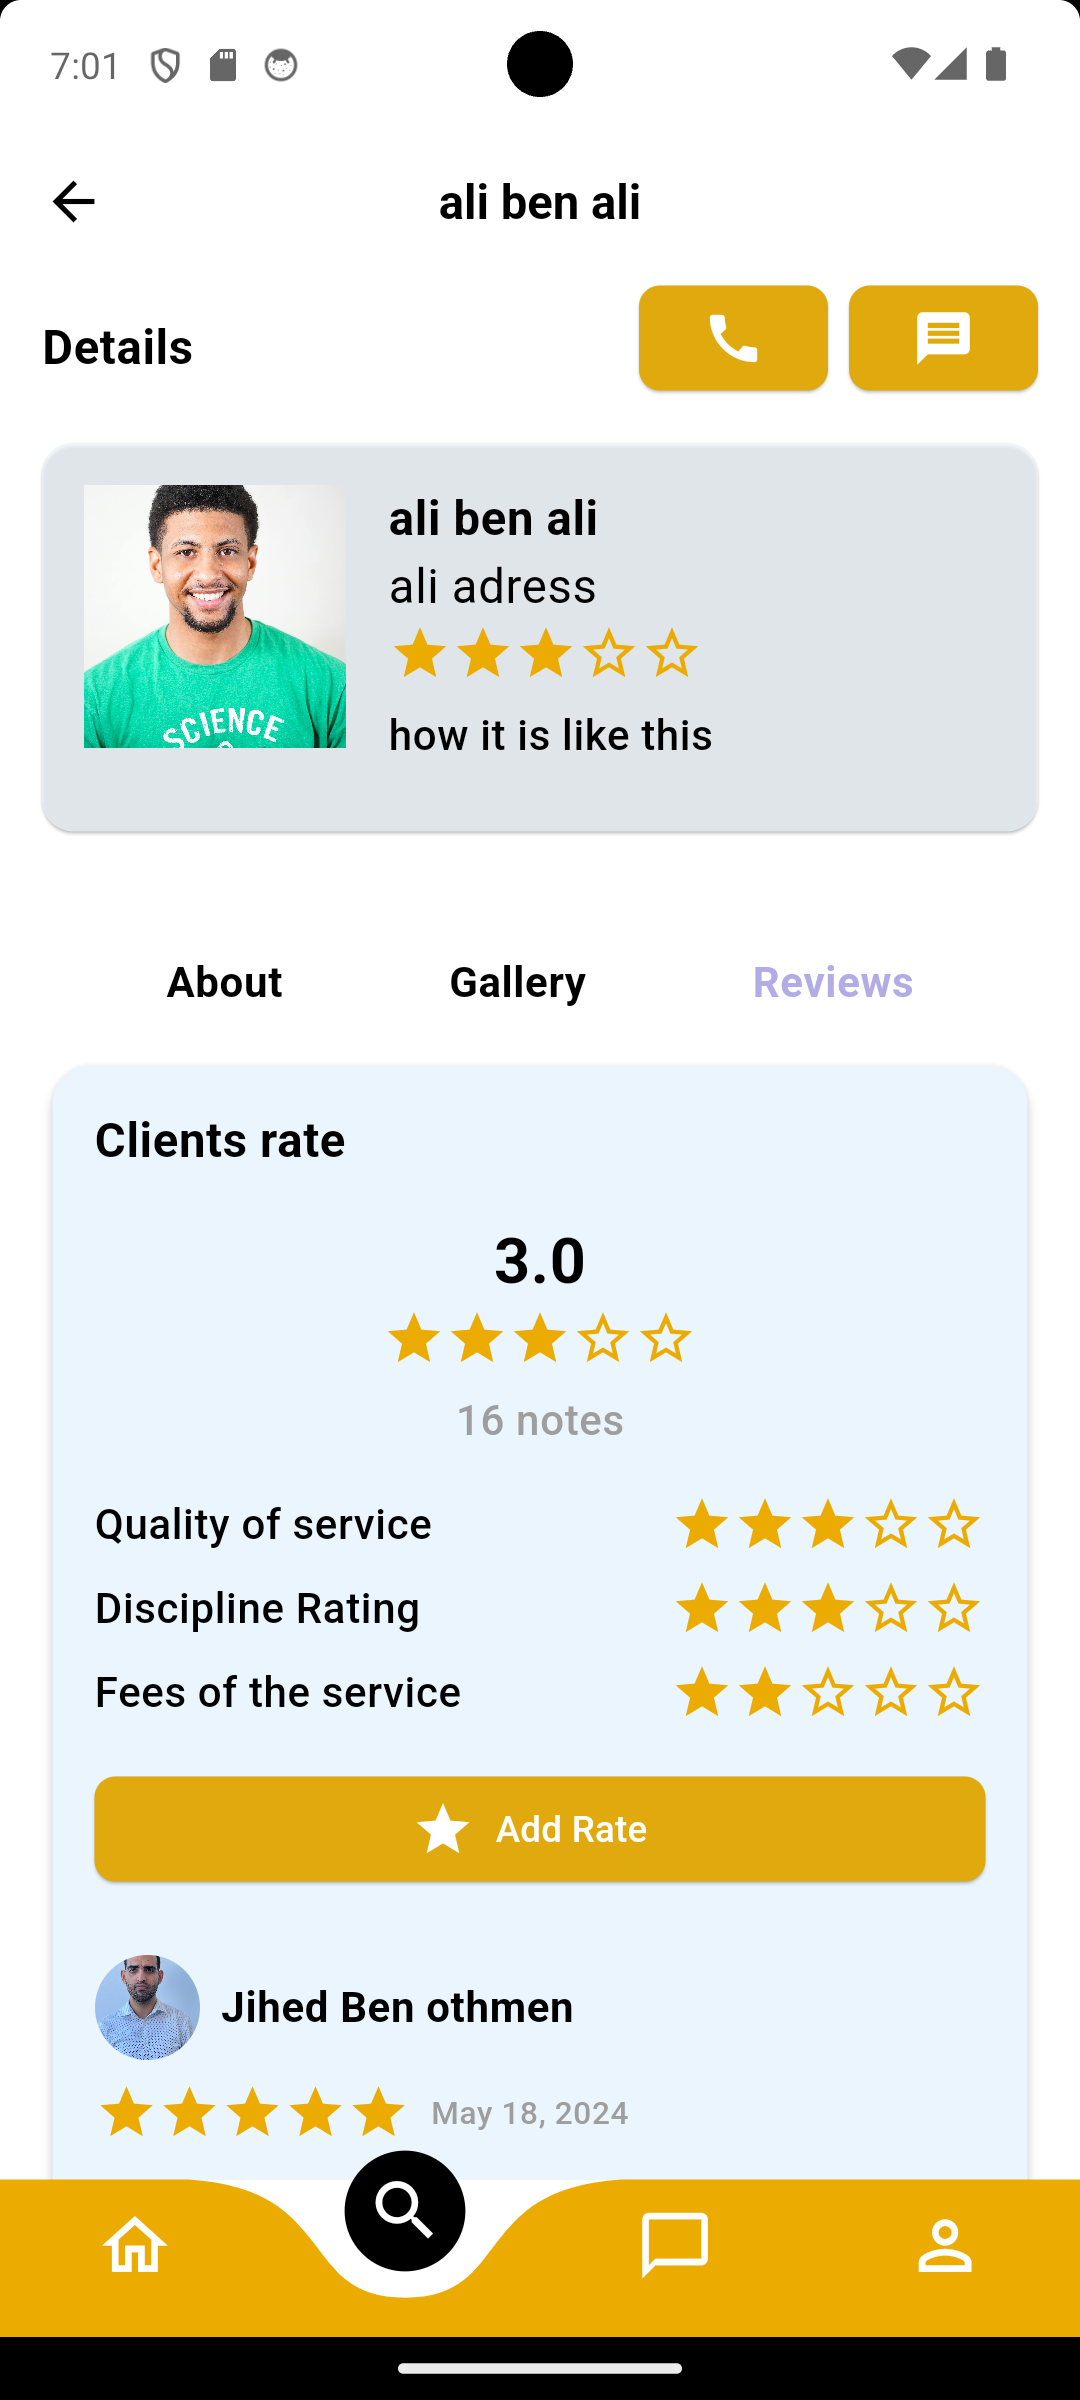 7:01
ali ben ali
Details
ali ben ali
ali adress
how it is like this
SCIENCE
About Gallery Reviews
Clients rate
3.0
16 notes
Quality of service
Discipline Rating
Fees of the service
Add Rate
Jihed Ben othmen
May 18, 2024